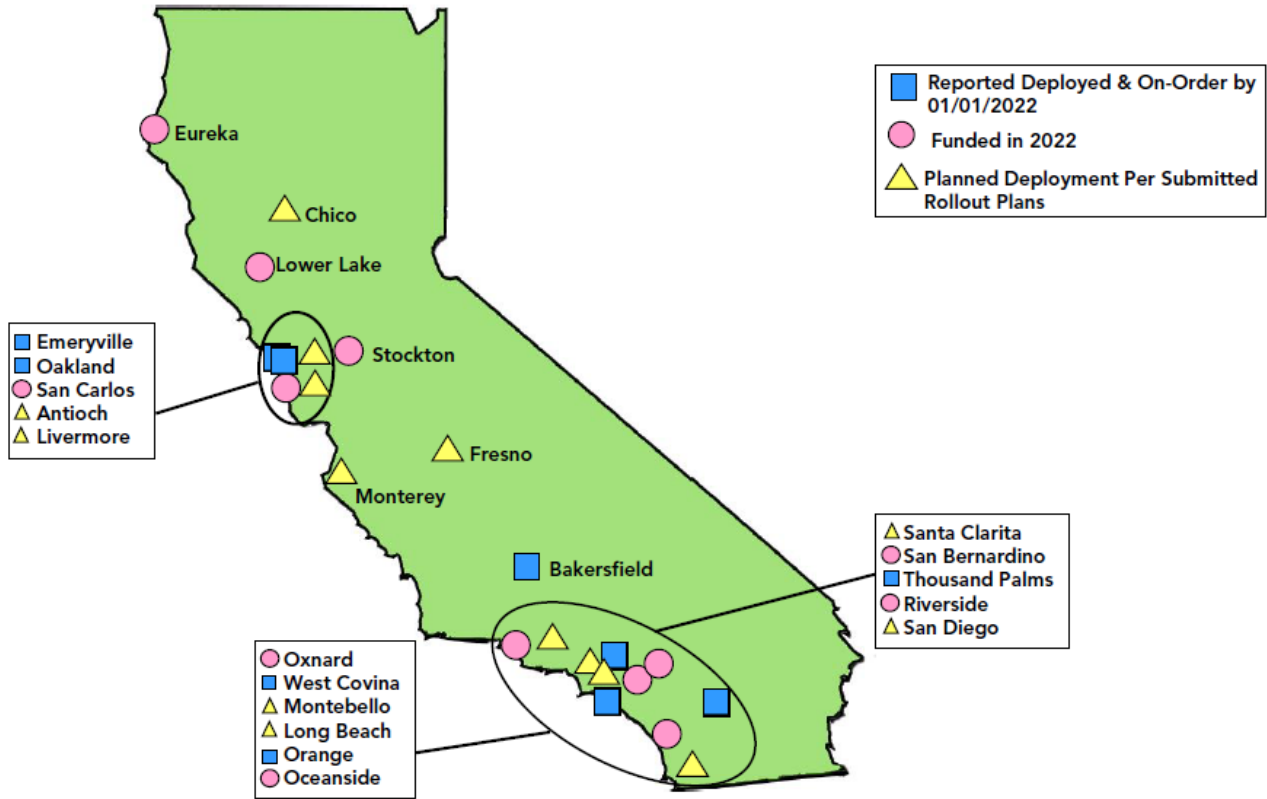 Reported Deployed & On-Order by
01/01/2022
Funded in 2022
Planned Deployment Per Submitted
Rollout Plans
Eureka
Chico
Lower Lake
Stockton
Emeryville
Oakland
San Carlos
Antioch
Livermore
Fresno
Monterey
Bakersfield
Santa Clarita
San Bernardino
Thousand Palms
Riverside
San Diego
Oxnard
West Covina
Montebello
Long Beach
Orange
Oceanside